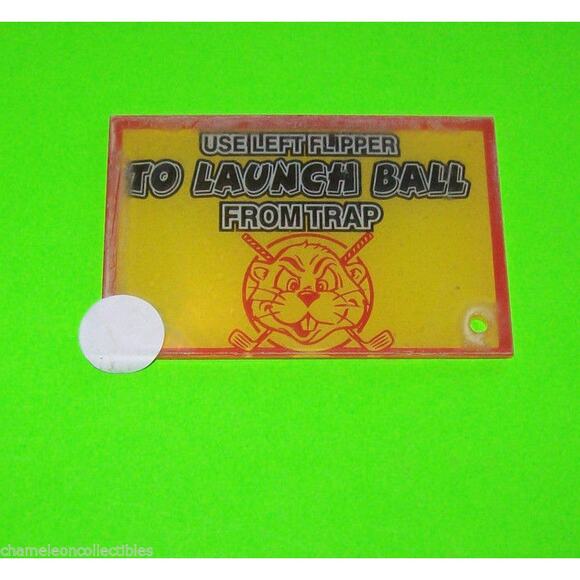 USE LEFT FLIPPER
TO LAUNCH BALL
FROM TRAP
chameleoncollectibles